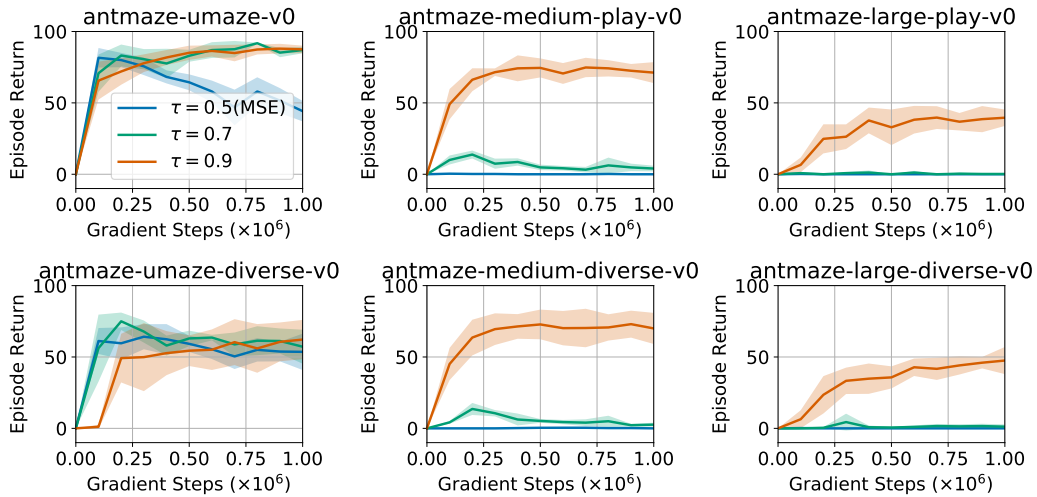 antmaze-umaze-v0
Episode Return
100
50
0
τ = 0.5(MSE)
τ = 0.7
τ = 0.9
0.00 0.25 0.50 0.75 1.00
Gradient Steps (×10⁶)
antmaze-medium-play-v0
Episode Return
100
50
0
0.00 0.25 0.50 0.75 1.00
Gradient Steps (×10⁶)
antmaze-large-play-v0
Episode Return
100
50
0
0.00 0.25 0.50 0.75 1.00
Gradient Steps (×10⁶)
antmaze-umaze-diverse-v0
Episode Return
100
50
0
0.00 0.25 0.50 0.75 1.00
Gradient Steps (×10⁶)
antmaze-medium-diverse-v0
Episode Return
100
50
0
0.00 0.25 0.50 0.75 1.00
Gradient Steps (×10⁶)
antmaze-large-diverse-v0
Episode Return
100
50
0
0.00 0.25 0.50 0.75 1.00
Gradient Steps (×10⁶)